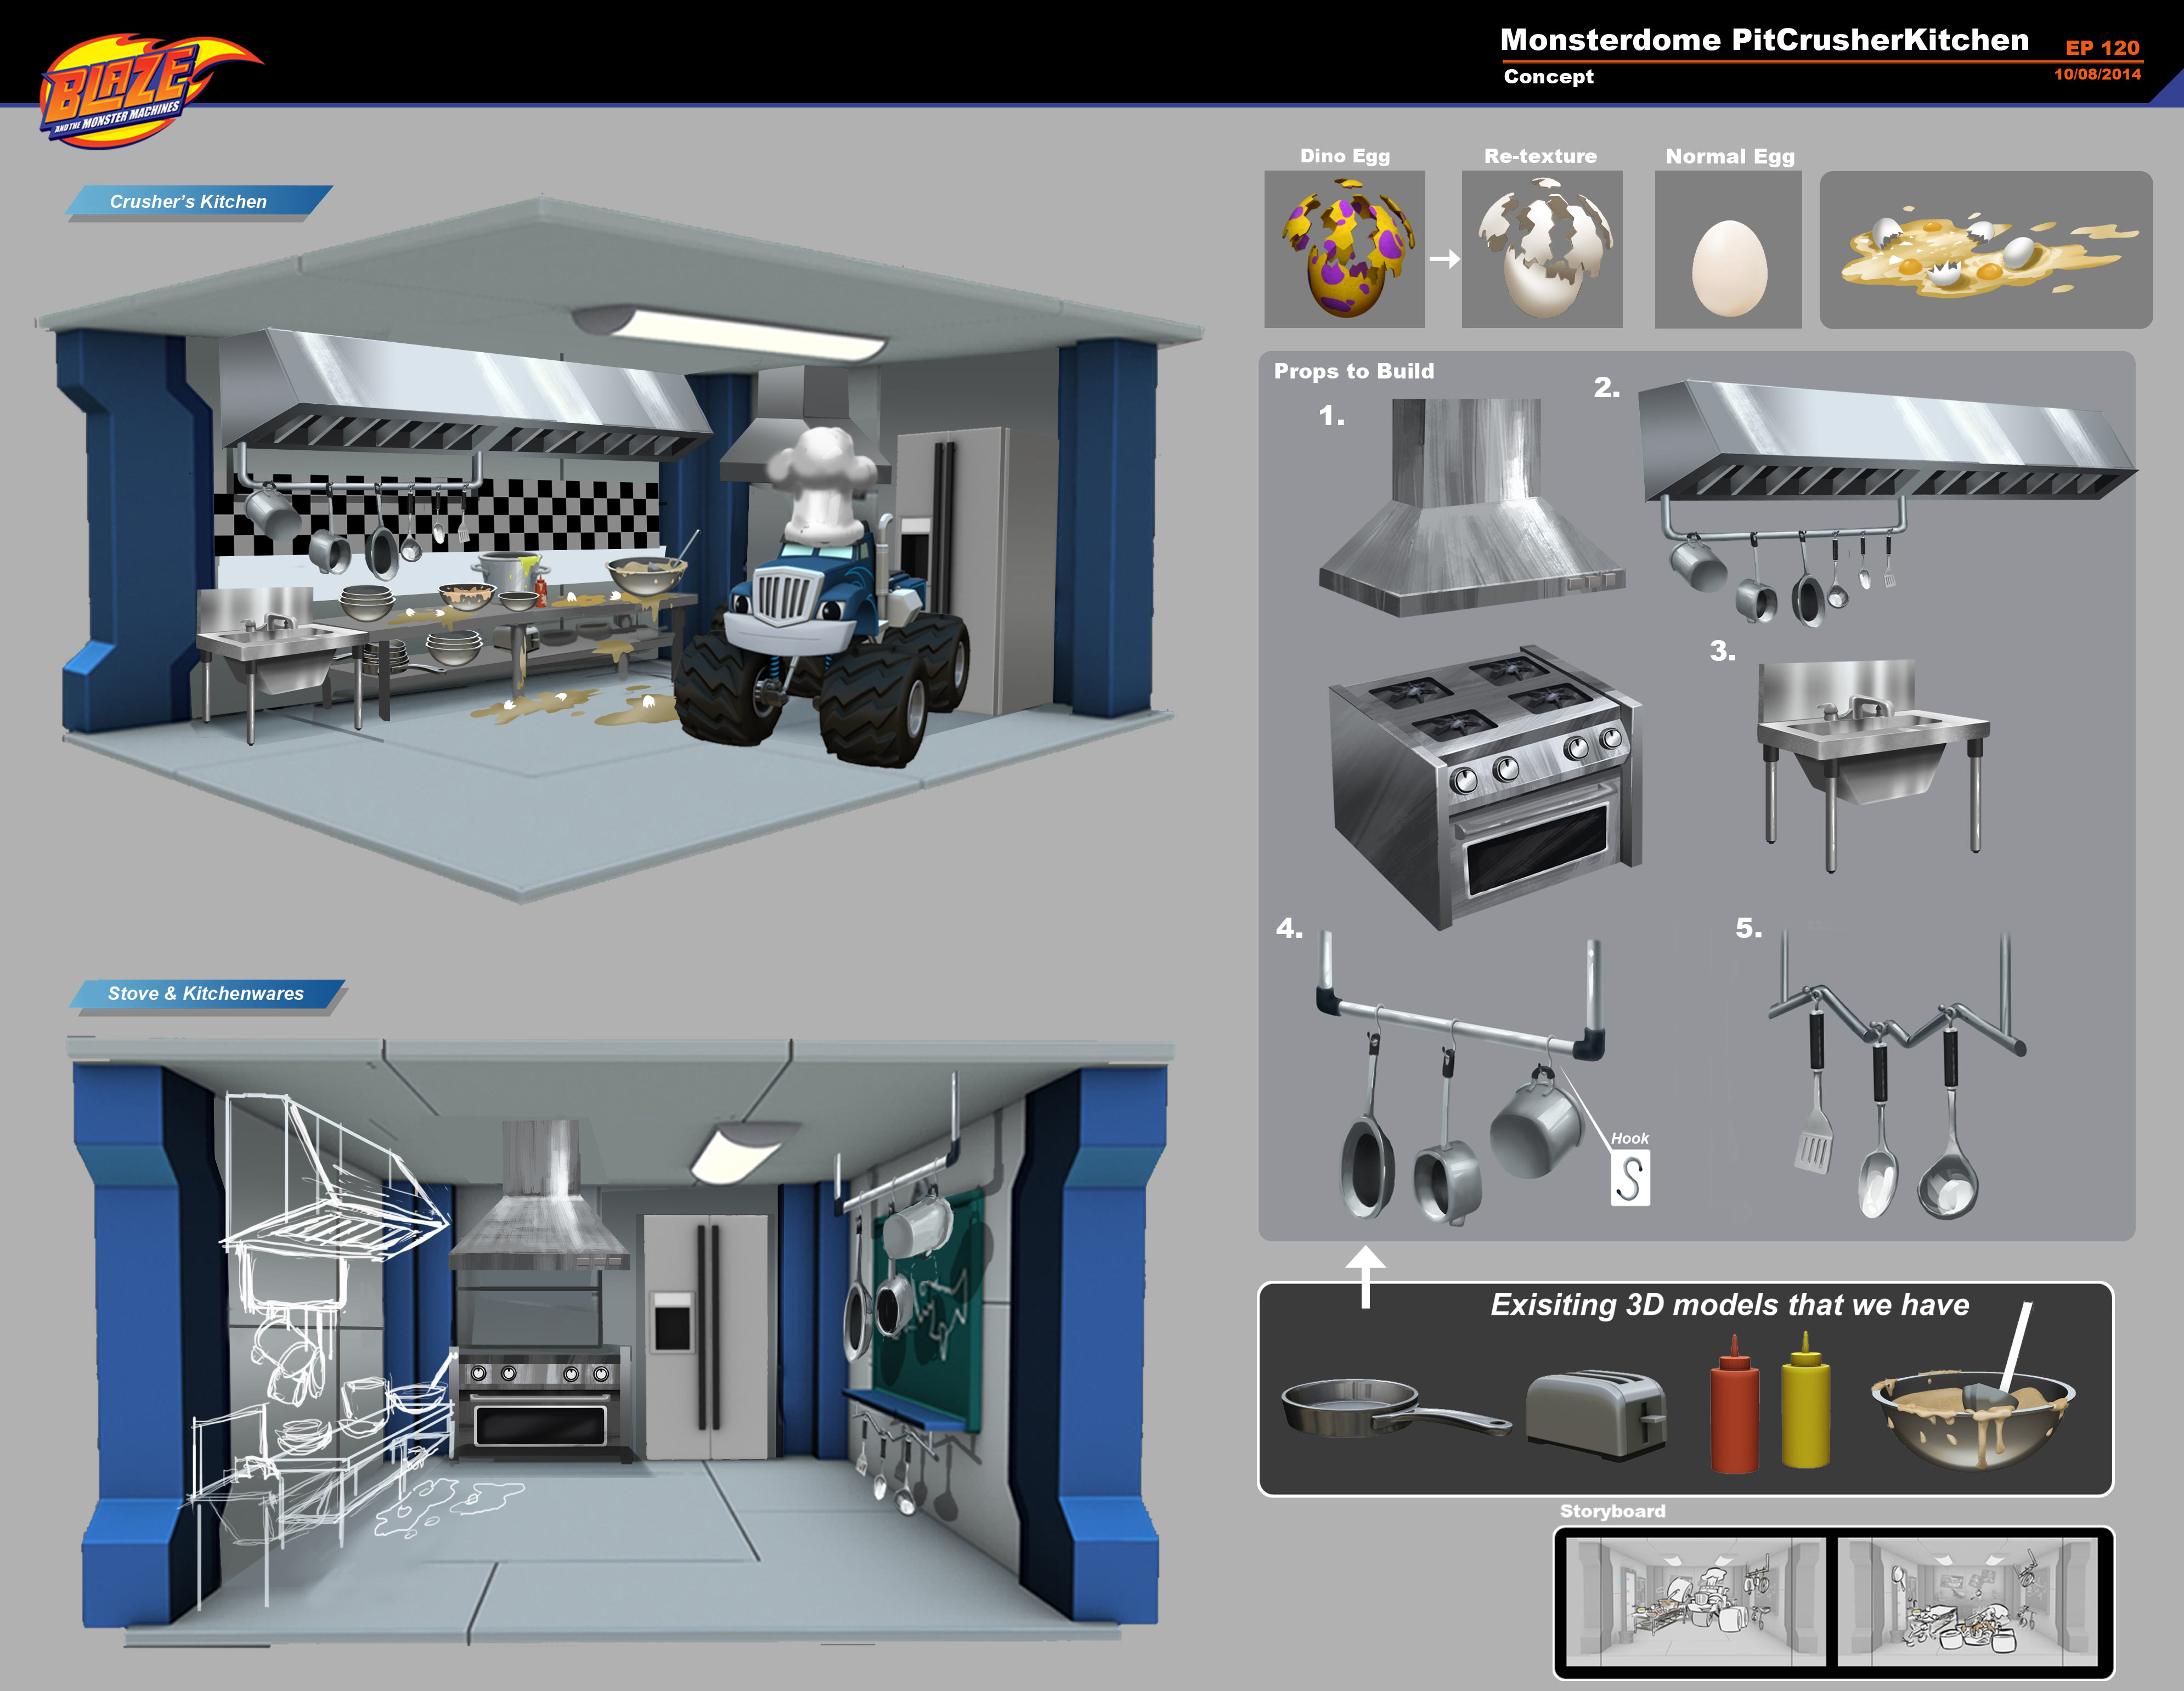 BLAZE
AND THE MONSTER MACHINES
Monsterdome PitCrusherKitchen
EP 120
Concept
10/08/2014
Crusher's Kitchen
Dino Egg
Re-texture
Normal Egg
Props to Build
1.
2.
3.
4.
5.
Hook
Stove & Kitchenwares
Exisiting 3D models that we have
Storyboard